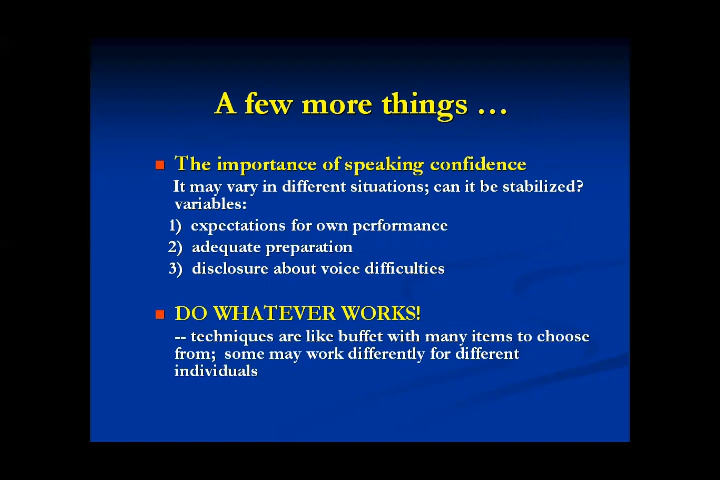 A few more things …
The importance of speaking confidence
It may vary in different situations; can it be stabilized?
variables:
1) expectations for own performance
2) adequate preparation
3) disclosure about voice difficulties
DO WHATEVER WORKS!
-- techniques are like buffet with many items to choose
from; some may work differently for different
individuals